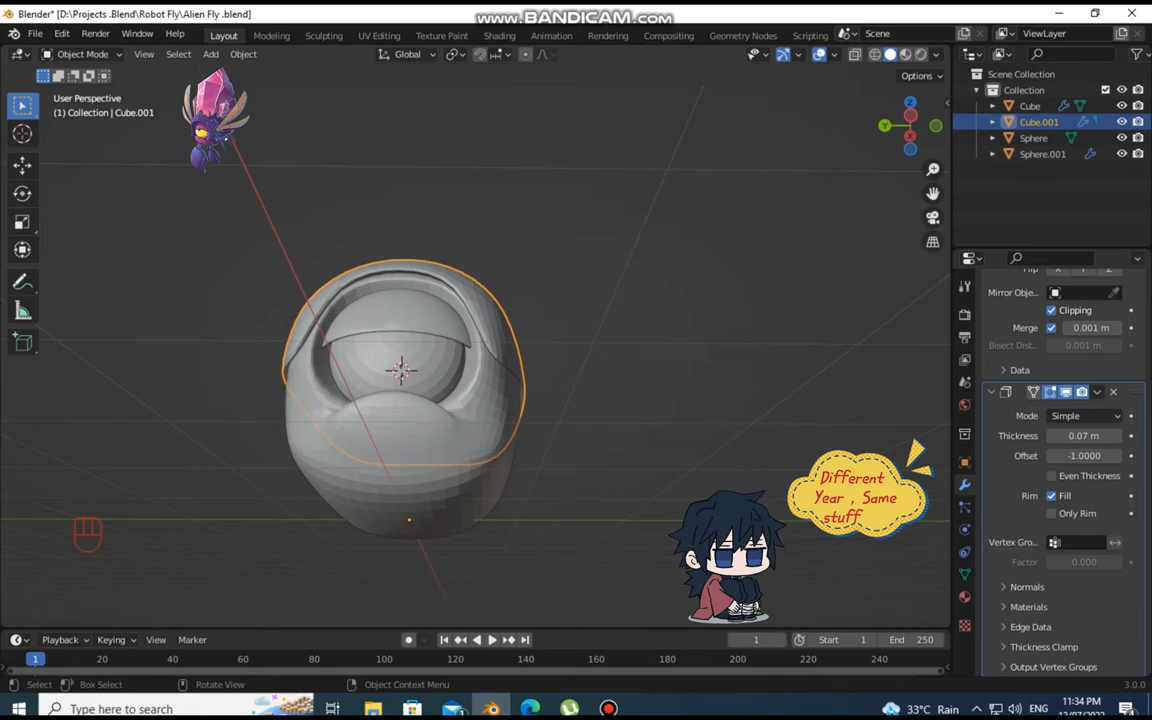 Blender* [D:\Projects .Blend\Robot Fly\Alien Fly .blend]
www.BANDICAM.com
File Edit Render Window Help Layout Modeling Sculpting UV Editing Texture Paint Shading Animation Rendering Compositing Geometry Nodes Scripting Scene ViewLayer
Object Mode View Select Add Object Global
Options
User Perspective
(1) Collection | Cube.001
Scene Collection
Collection
Cube
Cube.001
Sphere
Sphere.001
X
Y
Z
Mirror Obje...
Clipping
Merge 0.001 m
Bisect Dist... 0.001 m
Data
Mode Simple
Thickness 0.07 m
Offset -1.0000
Even Thickness
Rim Fill
Only Rim
Vertex Gro...
Factor 0.000
Normals
Materials
Edge Data
Thickness Clamp
Output Vertex Groups
Different
Year , Same
stuff
Playback Keying View Marker 1 Start 1 End 250
1 20 40 60 80 100 120 140 160 180 200 220 240
Select Box Select Rotate View Object Context Menu 3.0.0
Type here to search 33°C Rain ENG 11:34 PM